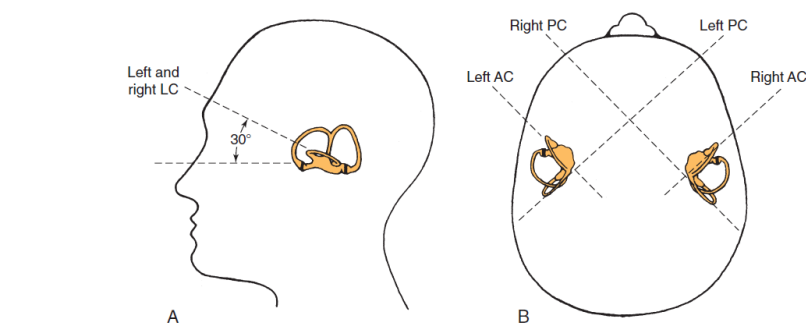 Left and
right LC
30°
A
Right PC
Left PC
Left AC
Right AC
B